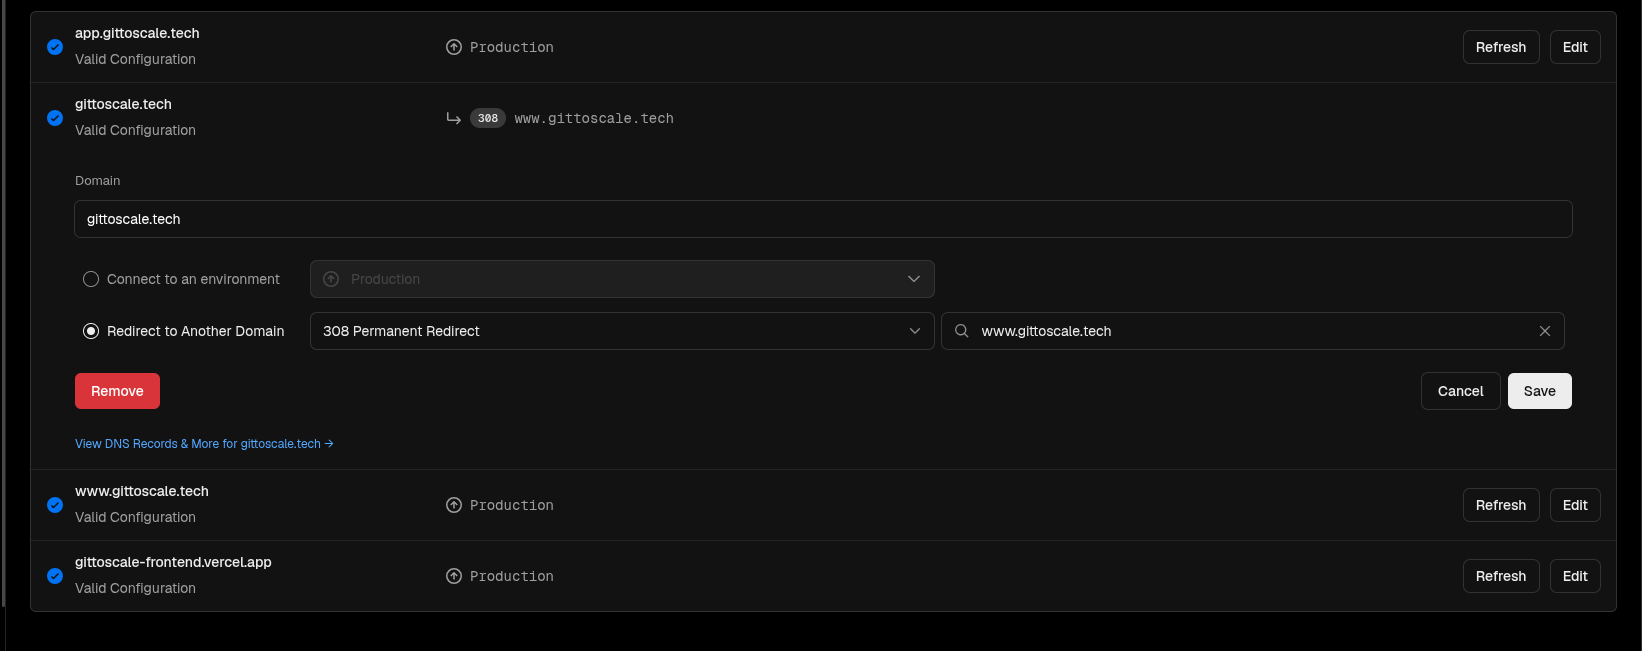 app.gittoscale.tech
Valid Configuration
Production
Refresh
Edit
gittoscale.tech
Valid Configuration
308 www.gittoscale.tech
Domain
gittoscale.tech
Connect to an environment
Production
Redirect to Another Domain
308 Permanent Redirect
www.gittoscale.tech
Remove
Cancel
Save
View DNS Records & More for gittoscale.tech →
www.gittoscale.tech
Valid Configuration
Production
Refresh
Edit
gittoscale-frontend.vercel.app
Valid Configuration
Production
Refresh
Edit